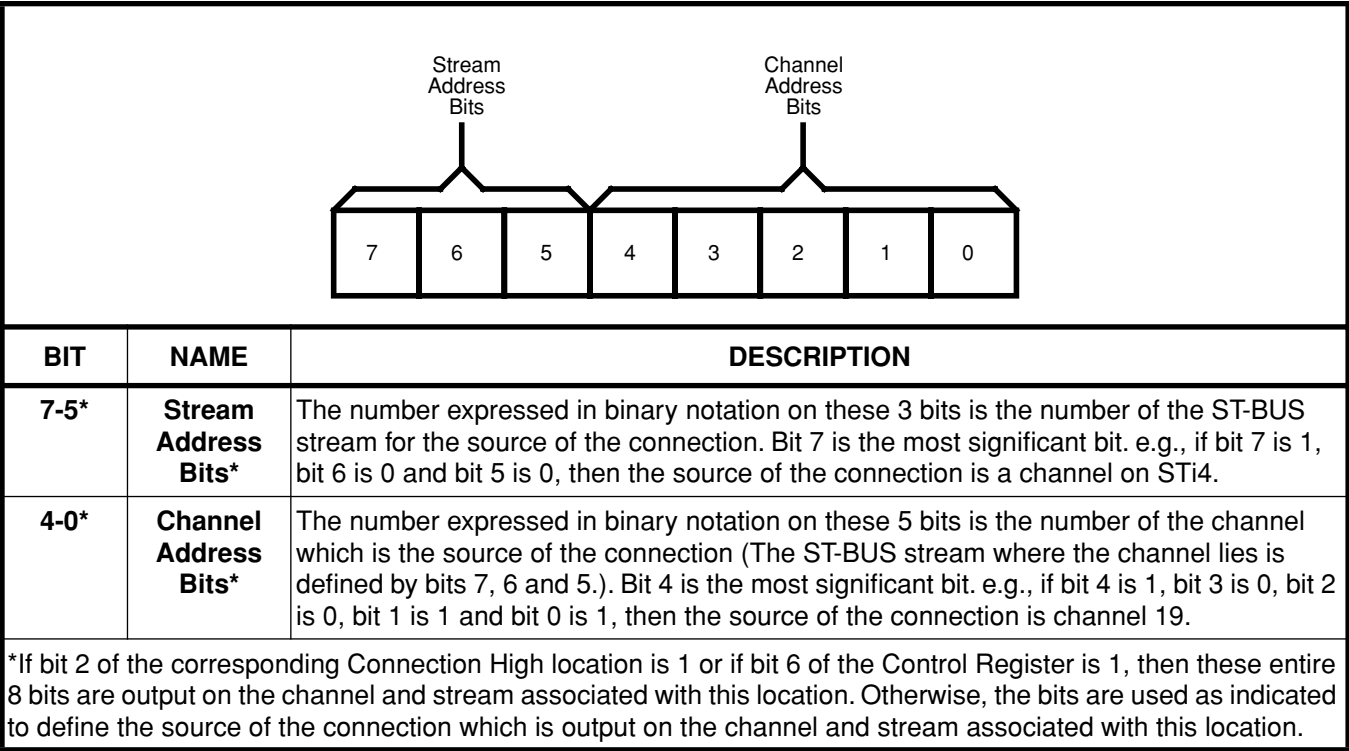 Stream
Address
Bits
Channel
Address
Bits
7 6 5 4 3 2 1 0
BIT NAME DESCRIPTION
7-5* Stream Address Bits* The number expressed in binary notation on these 3 bits is the number of the ST-BUS
stream for the source of the connection. Bit 7 is the most significant bit. e.g., if bit 7 is 1,
bit 6 is 0 and bit 5 is 0, then the source of the connection is a channel on STi4.
4-0* Channel Address Bits* The number expressed in binary notation on these 5 bits is the number of the channel
which is the source of the connection (The ST-BUS stream where the channel lies is
defined by bits 7, 6 and 5.). Bit 4 is the most significant bit. e.g., if bit 4 is 1, bit 3 is 0, bit 2
is 0, bit 1 is 1 and bit 0 is 1, then the source of the connection is channel 19.
*If bit 2 of the corresponding Connection High location is 1 or if bit 6 of the Control Register is 1, then these entire
8 bits are output on the channel and stream associated with this location. Otherwise, the bits are used as indicated
to define the source of the connection which is output on the channel and stream associated with this location.